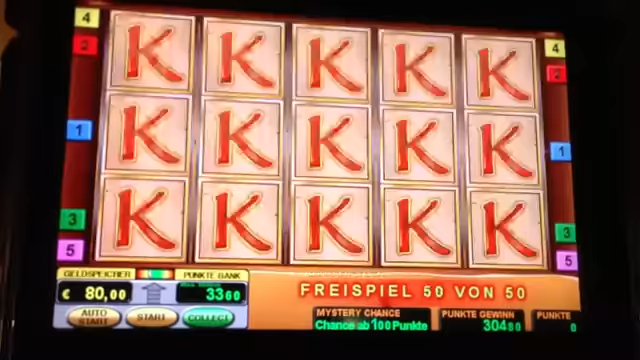 4 K K K K K 4
2 2
1 K K K K K 1
3 K K K K K 3
5 5
GELDSPEICHER PUNKTE BANK
€ 80,00 3360
FREISPIEL 50 VON 50
AUTO START START COLLECT
MYSTERY CHANCE PUNKTE GEWINN PUNKTE
Chance ab 100 Punkte 30480 0